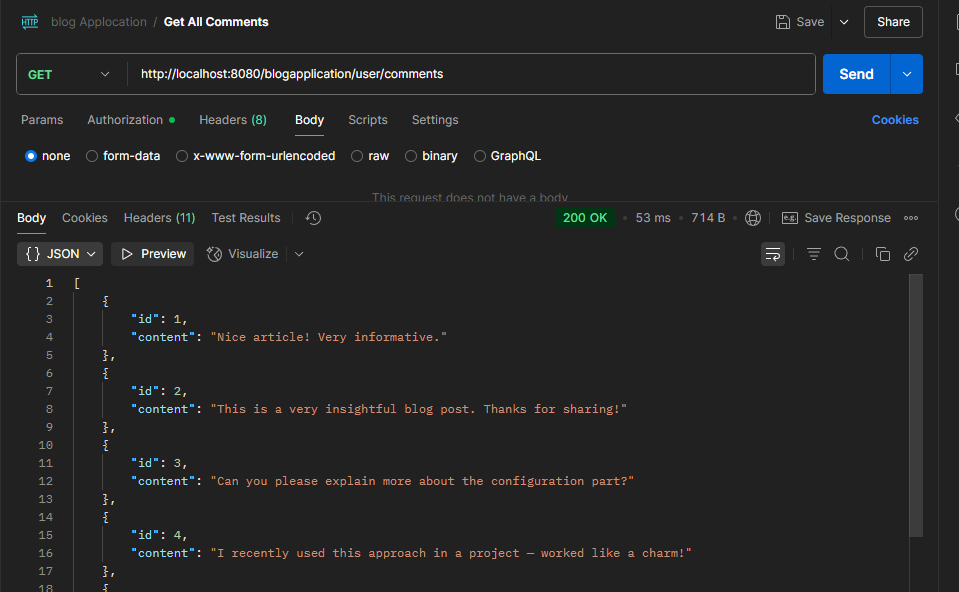 HTTP blog Applocation / Get All Comments Save Share
GET http://localhost:8080/blogapplication/user/comments Send
Params Authorization Headers (8) Body Scripts Settings Cookies
none form-data x-www-form-urlencoded raw binary GraphQL
This request does not have a body
Body Cookies Headers (11) Test Results 200 OK • 53 ms • 714 B • e.g. Save Response
{} JSON Preview Visualize
1 [
2 {
3 "id": 1,
4 "content": "Nice article! Very informative."
5 },
6 {
7 "id": 2,
8 "content": "This is a very insightful blog post. Thanks for sharing!"
9 },
10 {
11 "id": 3,
12 "content": "Can you please explain more about the configuration part?"
13 },
14 {
15 "id": 4,
16 "content": "I recently used this approach in a project — worked like a charm!"
17 },
18 {